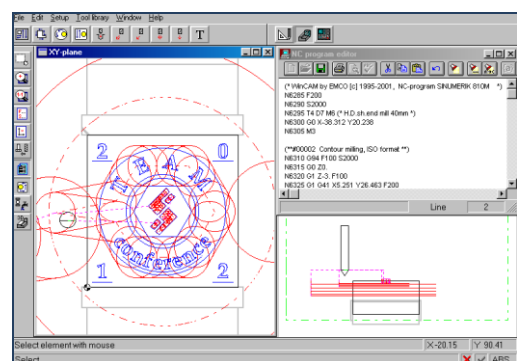 File Edit Setup Tool library Window Help
T
XY-plane
2 0
TEAM
conference
1 2
NC program editor
(* WinCAM by EMCO [c] 1995-2001, NC-program SINUMERIK 810M *)
N6285 F200
N6290 S2000
N6295 T4 D7 M6 (* H.D.sh.end mill 40mm *)
N6300 G0 X-38.312 Y20.238
N6305 M3
(**#00002 Contour milling, ISO format **)
N6310 G94 F100 S2000
N6315 G0 Z0.
N6320 G1 Z-3. F100
N6325 G1 G41 X5.251 Y26.463 F200
Line 2
Select element with mouse
X-20.15 Y 90.41
Select
ABS